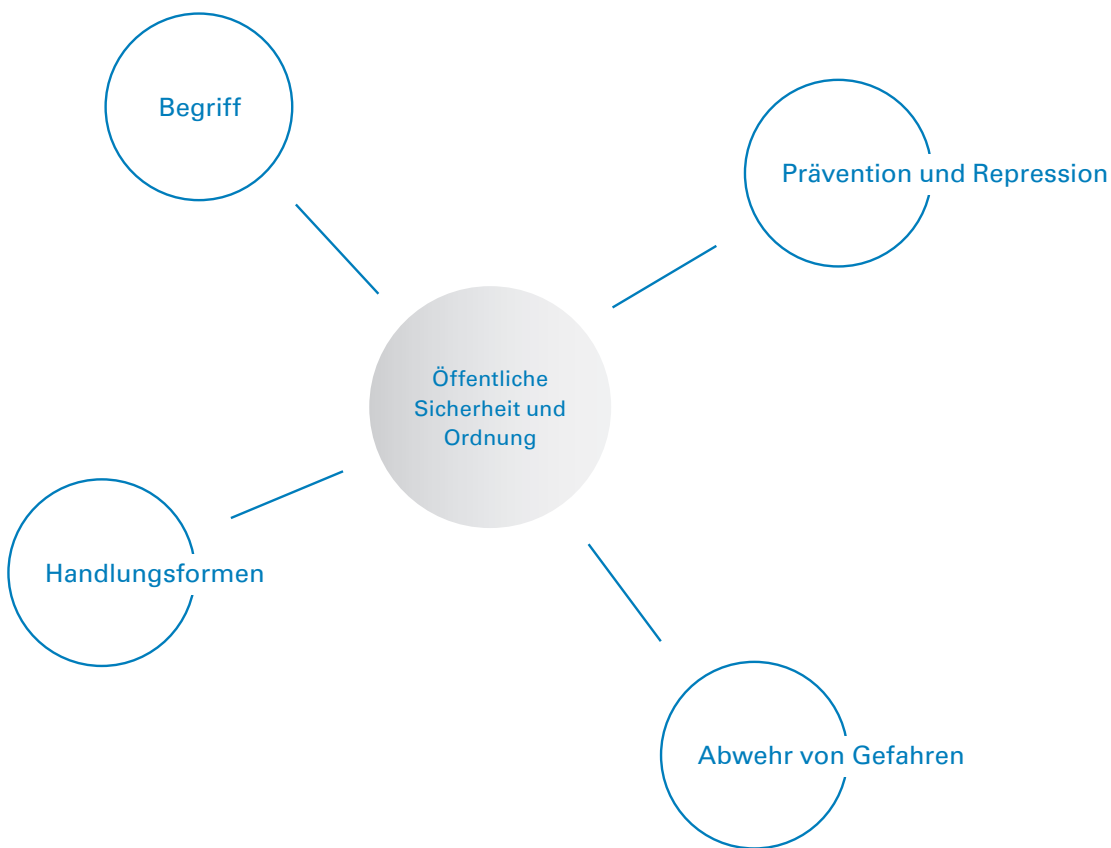 Begriff
Prävention und Repression
Öffentliche
Sicherheit und
Ordnung
Handlungsformen
Abwehr von Gefahren